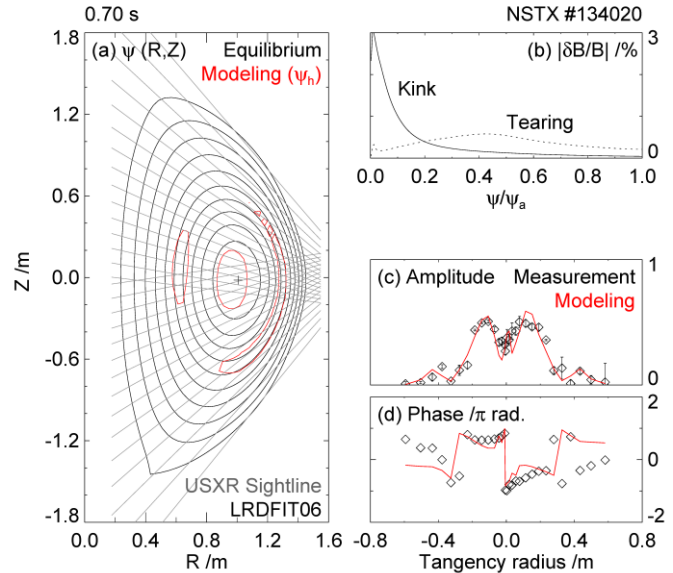 0.70 s
NSTX #134020
(a) ψ (R,Z) Equilibrium
Modeling (ψh)
USXR Sightline
LRDFIT06
1.8
1.2
0.6
0.0
-0.6
-1.2
-1.8
Z /m
0.0 0.4 0.8 1.2 1.6
R /m
(b) |δB/B| /%
Kink
Tearing
3
0
0.0 0.2 0.4 0.6 0.8 1.0
ψ/ψa
(c) Amplitude Measurement
Modeling
1
0
(d) Phase /π rad.
2
0
-2
-0.8 -0.4 0.0 0.4 0.8
Tangency radius /m